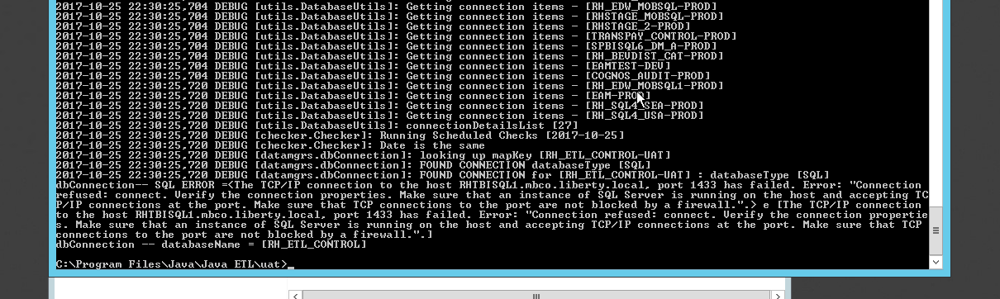 2017-10-25 22:30:25,704 DEBUG [utils.DatabaseUtils]: Getting connection items - [RH_EDW_MOBSQL-PROD]
2017-10-25 22:30:25,704 DEBUG [utils.DatabaseUtils]: Getting connection items - [RHSTAGE_MOBSQL-PROD]
2017-10-25 22:30:25,704 DEBUG [utils.DatabaseUtils]: Getting connection items - [RHSTAGE_2-PROD]
2017-10-25 22:30:25,704 DEBUG [utils.DatabaseUtils]: Getting connection items - [TRANSPAY_CONTROL-PROD]
2017-10-25 22:30:25,704 DEBUG [utils.DatabaseUtils]: Getting connection items - [SPBISQL6_DM_A-PROD]
2017-10-25 22:30:25,704 DEBUG [utils.DatabaseUtils]: Getting connection items - [RH_BEVDIST_CAT-PROD]
2017-10-25 22:30:25,704 DEBUG [utils.DatabaseUtils]: Getting connection items - [EAMTEST-DEV]
2017-10-25 22:30:25,704 DEBUG [utils.DatabaseUtils]: Getting connection items - [COGNOS_AUDIT-PROD]
2017-10-25 22:30:25,720 DEBUG [utils.DatabaseUtils]: Getting connection items - [RH_EDW_MOBSQL1-PROD]
2017-10-25 22:30:25,720 DEBUG [utils.DatabaseUtils]: Getting connection items - [EAM-PROD]
2017-10-25 22:30:25,720 DEBUG [utils.DatabaseUtils]: Getting connection items - [RH_SQL4_SEA-PROD]
2017-10-25 22:30:25,720 DEBUG [utils.DatabaseUtils]: Getting connection items - [RH_SQL4_USA-PROD]
2017-10-25 22:30:25,720 DEBUG [utils.DatabaseUtils]: connectionDetailsList [27]
2017-10-25 22:30:25,720 DEBUG [checker.Checker]: Running Scheduled Checks [2017-10-25]
2017-10-25 22:30:25,720 DEBUG [checker.Checker]: Date is the same
2017-10-25 22:30:25,720 DEBUG [datamgrs.dbConnection]: looking up mapKey [RH_ETL_CONTROL-UAT]
2017-10-25 22:30:25,720 DEBUG [datamgrs.dbConnection]: FOUND CONNECTION databaseType [SQL]
2017-10-25 22:30:25,720 DEBUG [datamgrs.dbConnection]: FOUND CONNECTION for [RH_ETL_CONTROL-UAT] : databaseType [SQL]
dbConnection-- SQL ERROR =<The TCP/IP connection to the host RHTBISQL1.mbco.liberty.local, port 1433 has failed. Error: "Connection
refused: connect. Verify the connection properties. Make sure that an instance of SQL Server is running on the host and accepting TC
P/IP connections at the port. Make sure that TCP connections to the port are not blocked by a firewall.".> e [The TCP/IP connection
to the host RHTBISQL1.mbco.liberty.local, port 1433 has failed. Error: "Connection refused: connect. Verify the connection propertie
s. Make sure that an instance of SQL Server is running on the host and accepting TCP/IP connections at the port. Make sure that TCP
connections to the port are not blocked by a firewall.".]
dbConnection -- databaseName = [RH_ETL_CONTROL]
C:\Program Files\Java\Java ETL\uat>_